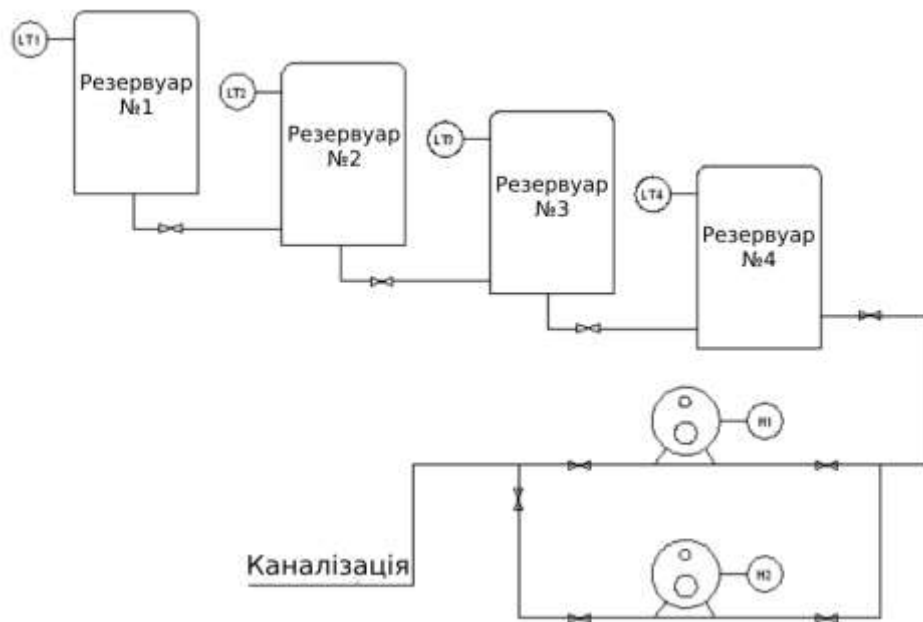 LT1
Резервуар
№1
LT2
Резервуар
№2
LT3
Резервуар
№3
LT4
Резервуар
№4
M1
Каналізація
M2